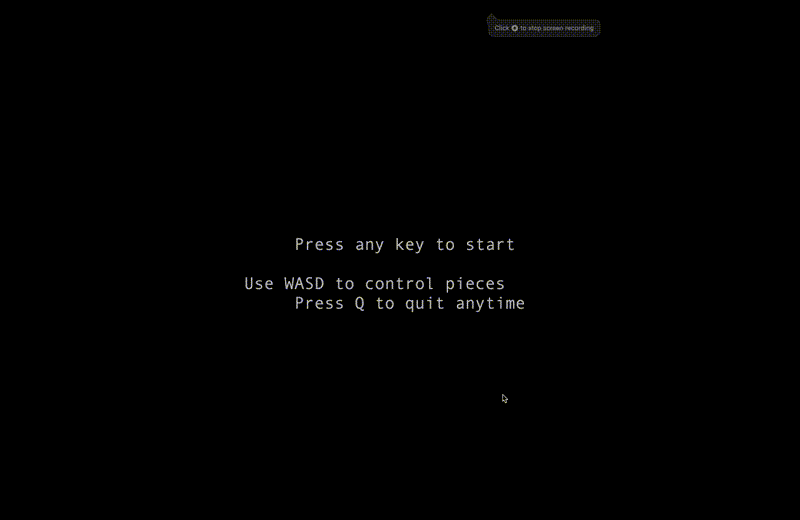 Click to stop screen recording
Press any key to start
Use WASD to control pieces
Press Q to quit anytime